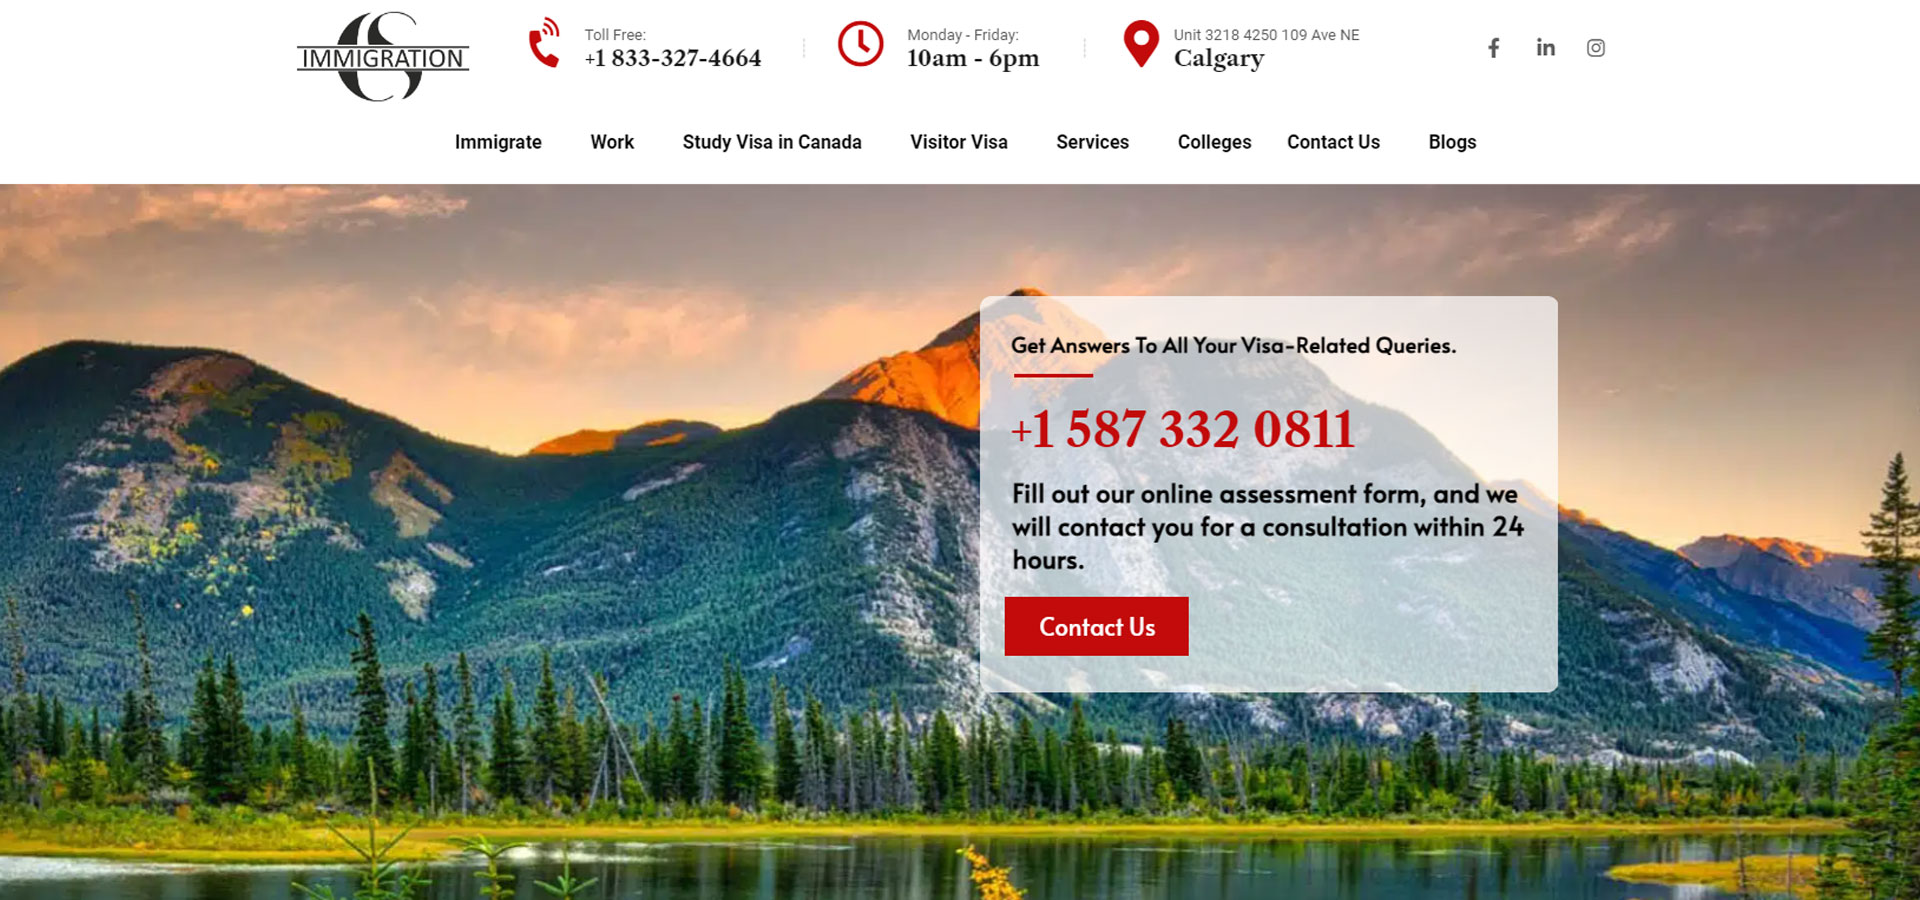 IMMIGRATION
Toll Free:
+1 833-327-4664
Monday - Friday:
10am - 6pm
Unit 3218 4250 109 Ave NE
Calgary
Immigrate Work Study Visa in Canada Visitor Visa Services Colleges Contact Us Blogs
Get Answers To All Your Visa-Related Queries.
+1 587 332 0811
Fill out our online assessment form, and we
will contact you for a consultation within 24
hours.
Contact Us